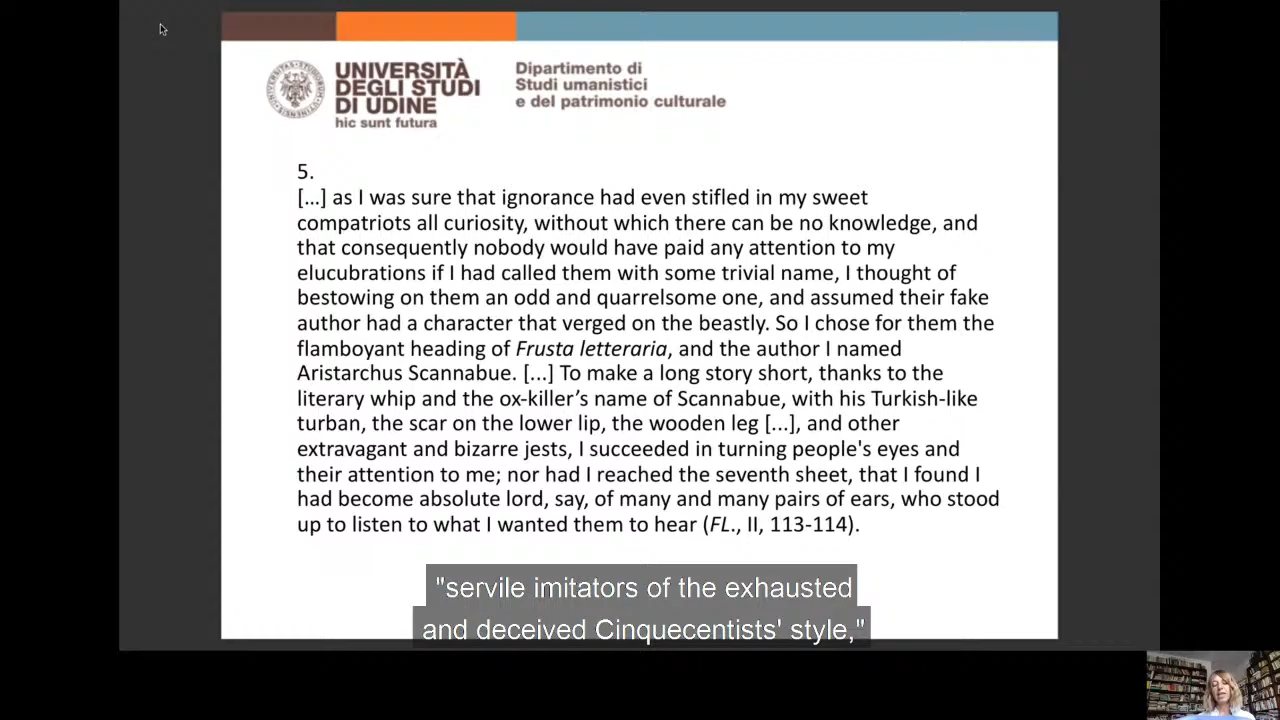 UNIVERSITÀ
DEGLI STUDI
DI UDINE
hic sunt futura
Dipartimento di
Studi umanistici
e del patrimonio culturale
5.
[...] as I was sure that ignorance had even stifled in my sweet
compatriots all curiosity, without which there can be no knowledge, and
that consequently nobody would have paid any attention to my
elucubrations if I had called them with some trivial name, I thought of
bestowing on them an odd and quarrelsome one, and assumed their fake
author had a character that verged on the beastly. So I chose for them the
flamboyant heading of Frusta letteraria, and the author I named
Aristarchus Scannabue. [...] To make a long story short, thanks to the
literary whip and the ox-killer’s name of Scannabue, with his Turkish-like
turban, the scar on the lower lip, the wooden leg [...], and other
extravagant and bizarre jests, I succeeded in turning people's eyes and
their attention to me; nor had I reached the seventh sheet, that I found I
had become absolute lord, say, of many and many pairs of ears, who stood
up to listen to what I wanted them to hear (FL., II, 113-114).
"servile imitators of the exhausted
and deceived Cinquecentists' style,"